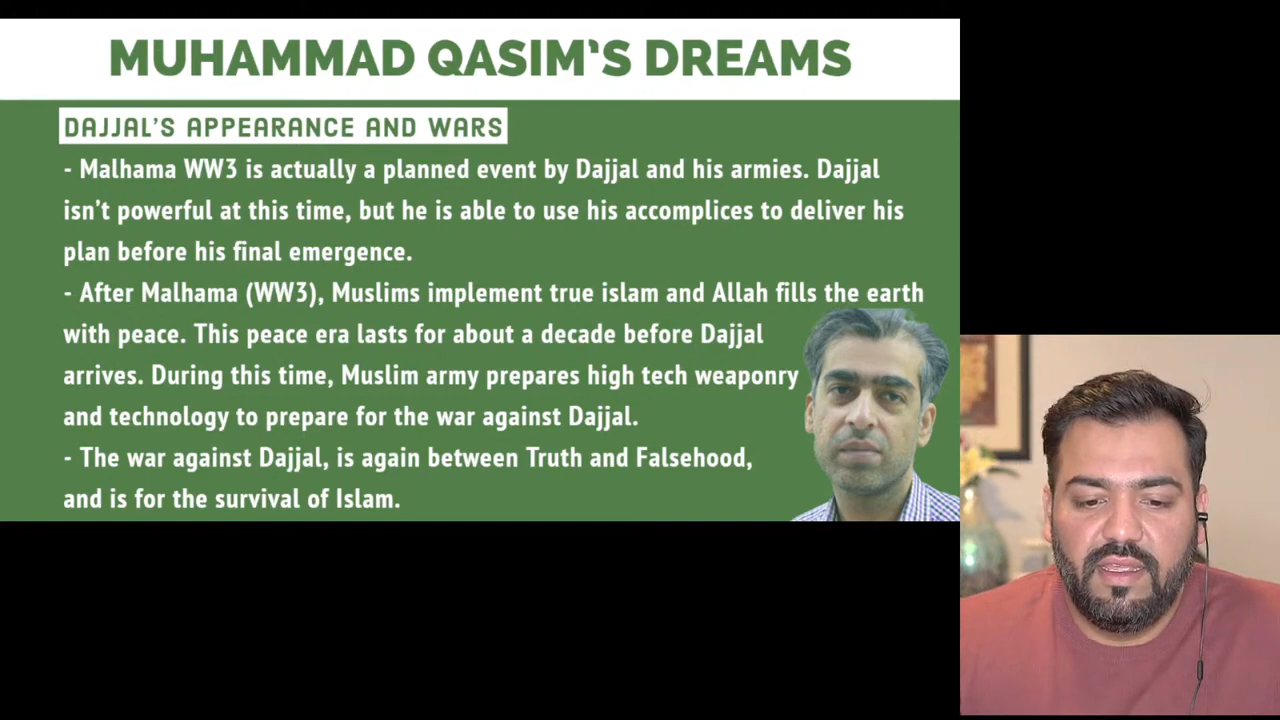 MUHAMMAD QASIM'S DREAMS
DAJJAL'S APPEARANCE AND WARS
- Malhama WW3 is actually a planned event by Dajjal and his armies. Dajjal
isn't powerful at this time, but he is able to use his accomplices to deliver his
plan before his final emergence.
- After Malhama (WW3), Muslims implement true islam and Allah fills the earth
with peace. This peace era lasts for about a decade before Dajjal
arrives. During this time, Muslim army prepares high tech weaponry
and technology to prepare for the war against Dajjal.
- The war against Dajjal, is again between Truth and Falsehood,
and is for the survival of Islam.